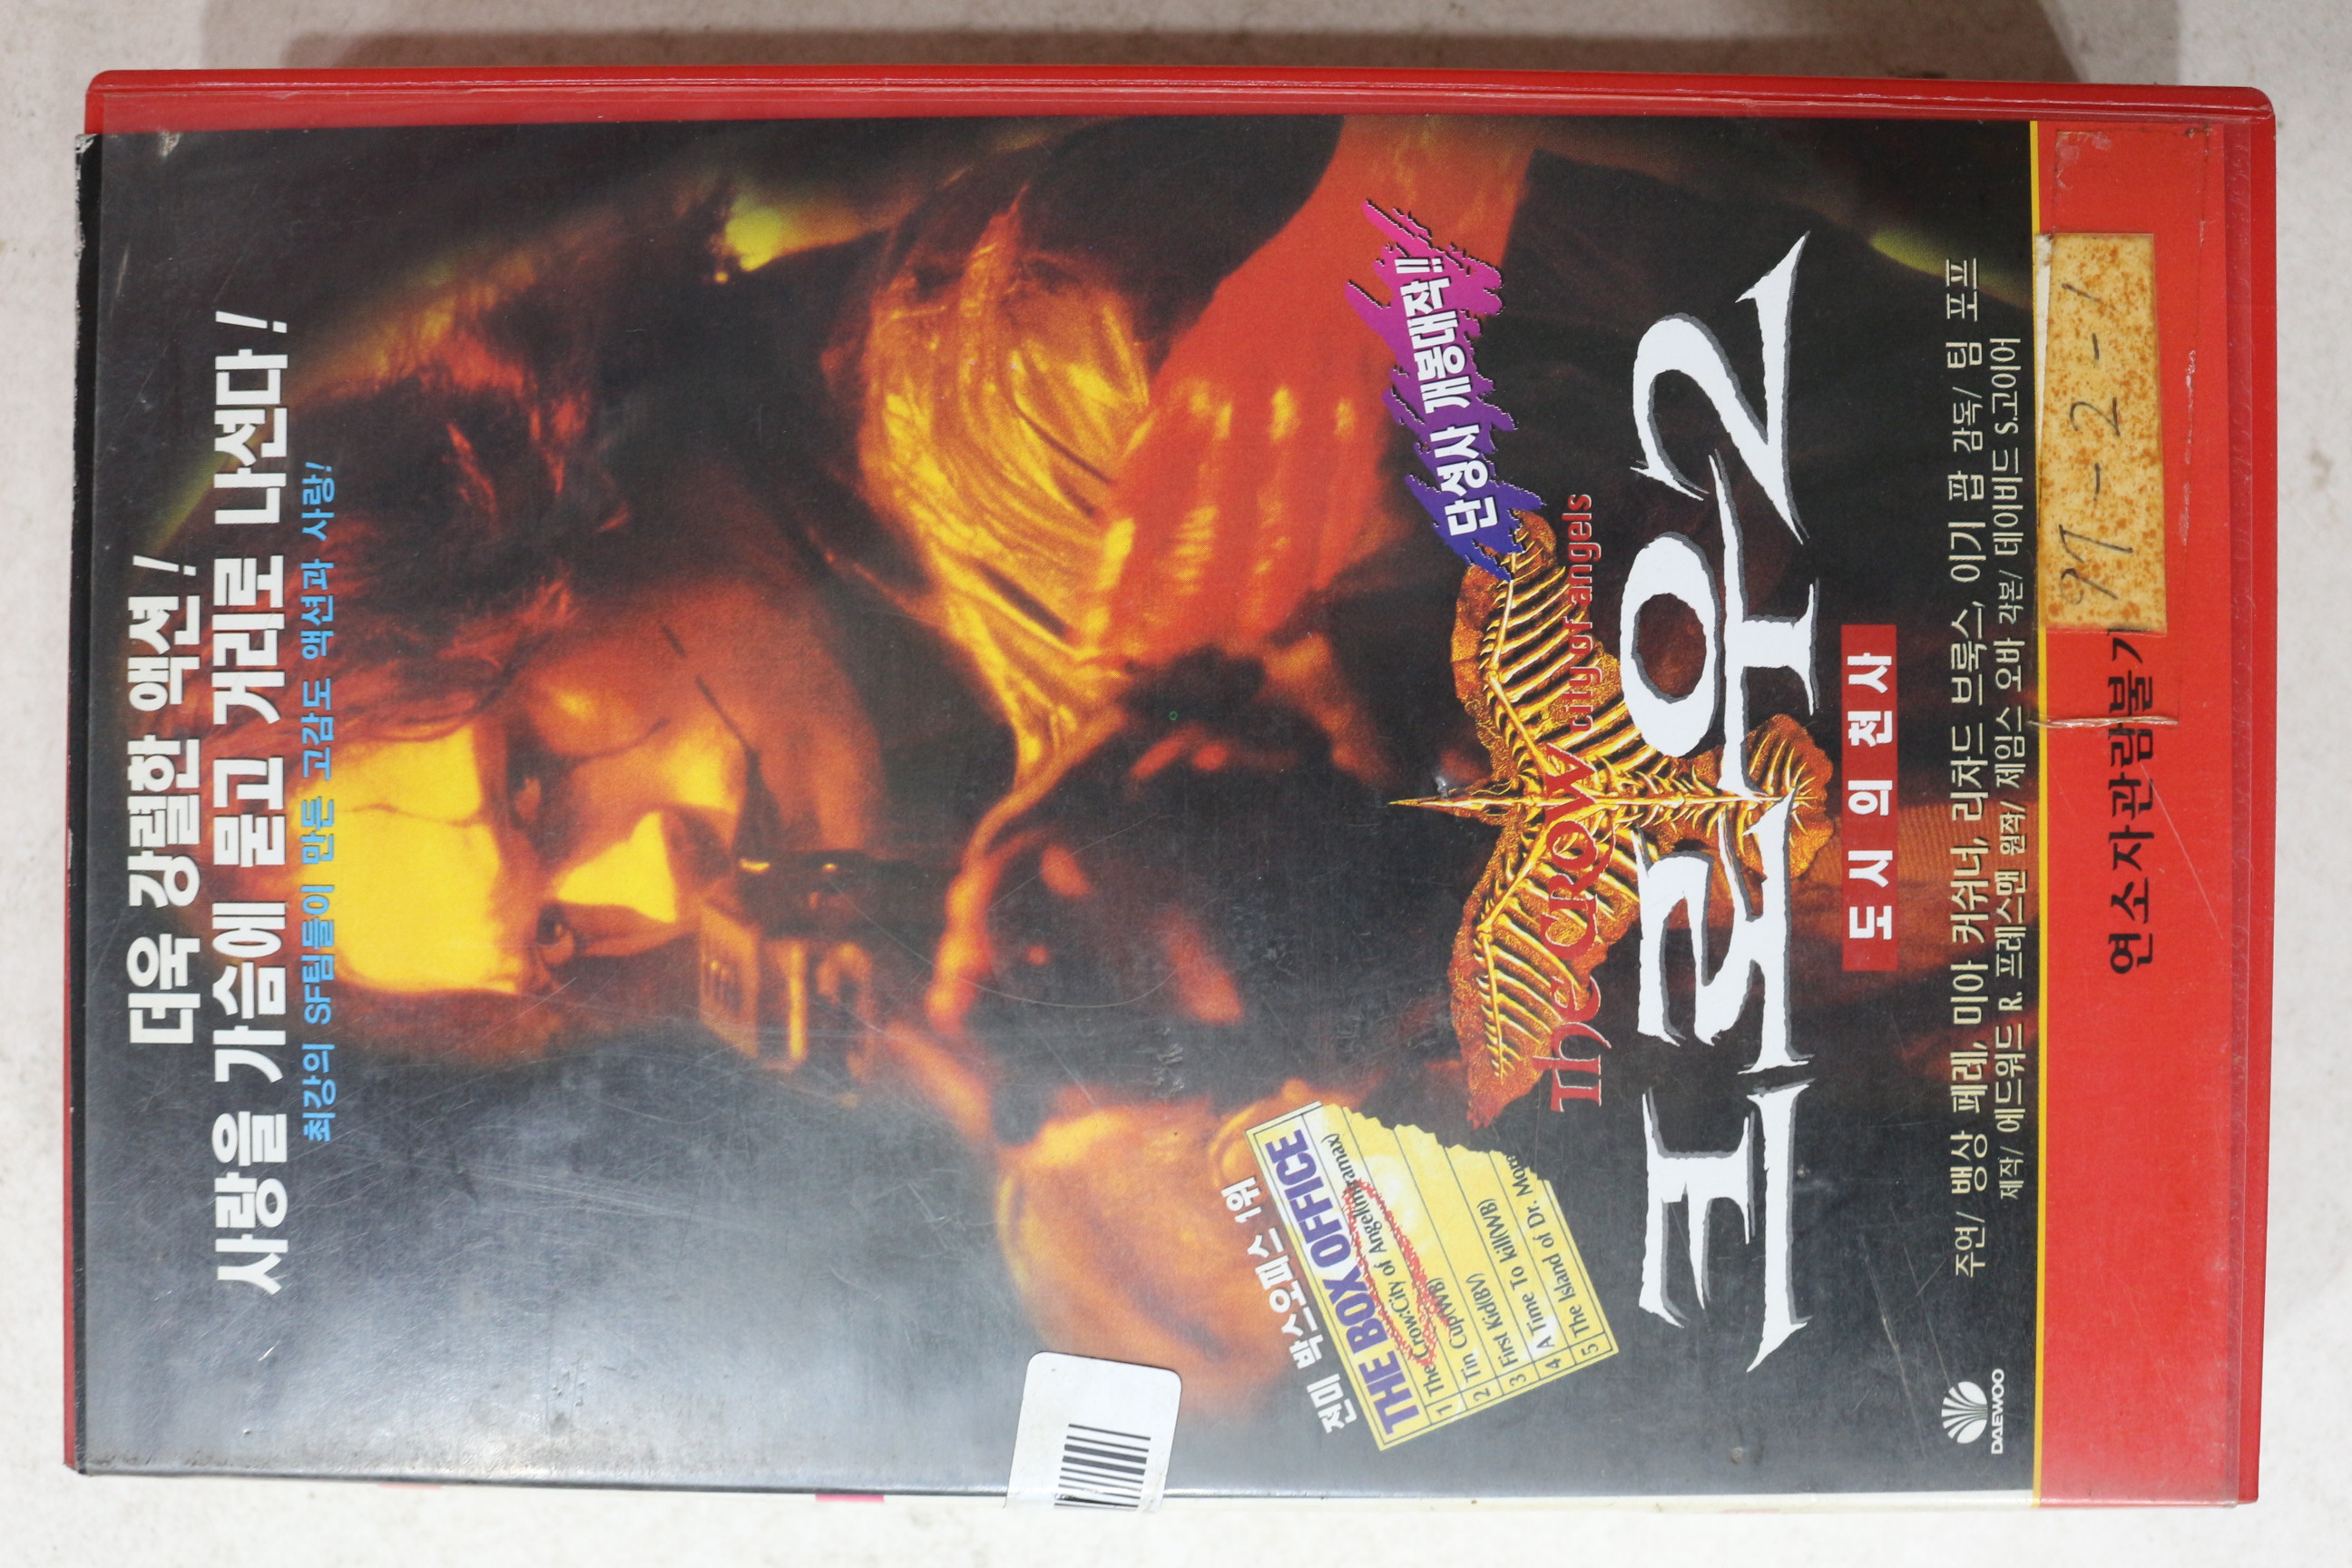 더욱 강렬한 액션!
사랑을 가슴에 묻고 거리로 나선다!
최강의 SF팀들이 만든 고감도 액션과 사랑!
단성사 개봉대작!!
전미 박스오피스 1위
THE BOX OFFICE
1 The Crow:City of Angel(miramax)
2 Tin Cup(WB)
3 First Kid(BV)
4 A Time To kill(WB)
5 The Island of Dr. Moro
The CROW city of angels
크로우2
도시의 천사
주연/ 뱅상 페레, 미아 커쉬너, 리차드 브룩스, 이기 팝 감독/ 팀 포프
제작/ 에드워드 R. 프레스맨 원작/ 제임스 오바 각본/ 데이비드 S.고이어
DAEWOO
연소자관람불가
97-2-1